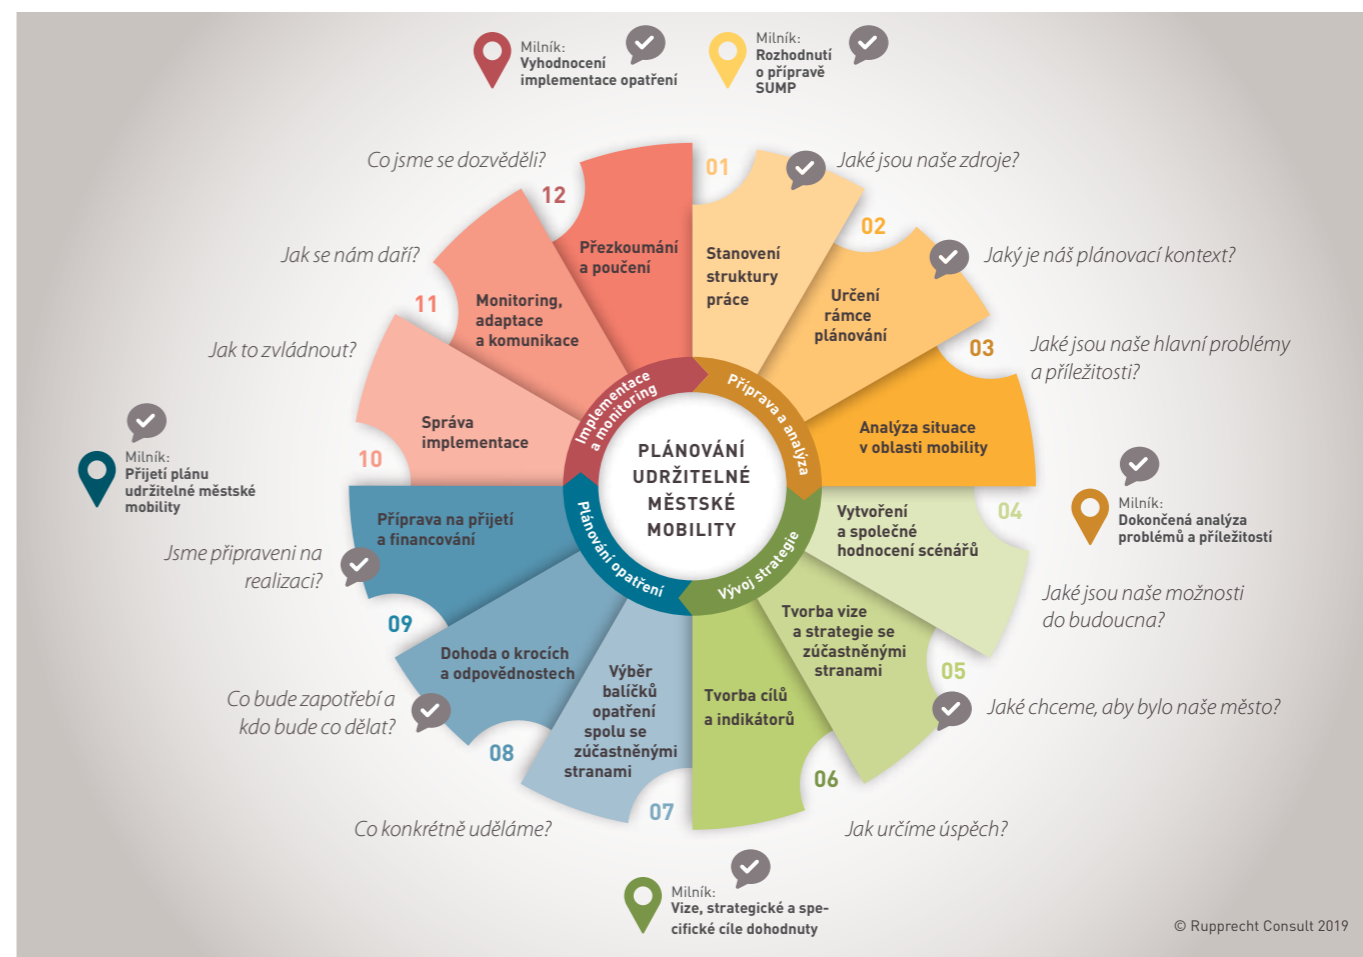 Milník:
Vyhodnocení
implementace opatření
Milník:
Rozhodnutí
o přípravě
SUMP
Co jsme se dozvěděli?
12
Přezkoumání
a poučení
01
Jaké jsou naše zdroje?
Stanovení
struktury
práce
02
Jaký je náš plánovací kontext?
Určení
rámce
plánování
03
Jaké jsou naše hlavní problémy
a příležitosti?
Analýza situace
v oblasti mobility
Jak se nám daří?
11
Monitoring,
adaptace
a komunikace
Jak to zvládnout?
10
Správa
implementace
Milník:
Přijetí plánu
udržitelné městské
mobility
Implementace
a monitoring
Příprava a analýza
PLÁNOVÁNÍ
UDRŽITELNÉ
MĚSTSKÉ
MOBILITY
Plánování opatření
Vývoj strategie
04
Vytvoření
a společné
hodnocení scénářů
Milník:
Dokončená analýza
problémů a příležitostí
Jaké jsou naše možnosti
do budoucna?
Příprava na přijetí
a financování
Jsme připraveni na
realizaci?
09
Tvorba vize
a strategie se
zúčastněnými
stranami
05
Jaké chceme, aby bylo naše město?
Dohoda o krocích
a odpovědnostech
Co bude zapotřebí a
kdo bude co dělat?
08
Výběr
balíčků
opatření
spolu se
zúčastněnými
stranami
07
Co konkrétně uděláme?
Tvorba cílů
a indikátorů
06
Jak určíme úspěch?
Milník:
Vize, strategické a spe-
cifické cíle dohodnuty
© Rupprecht Consult 2019